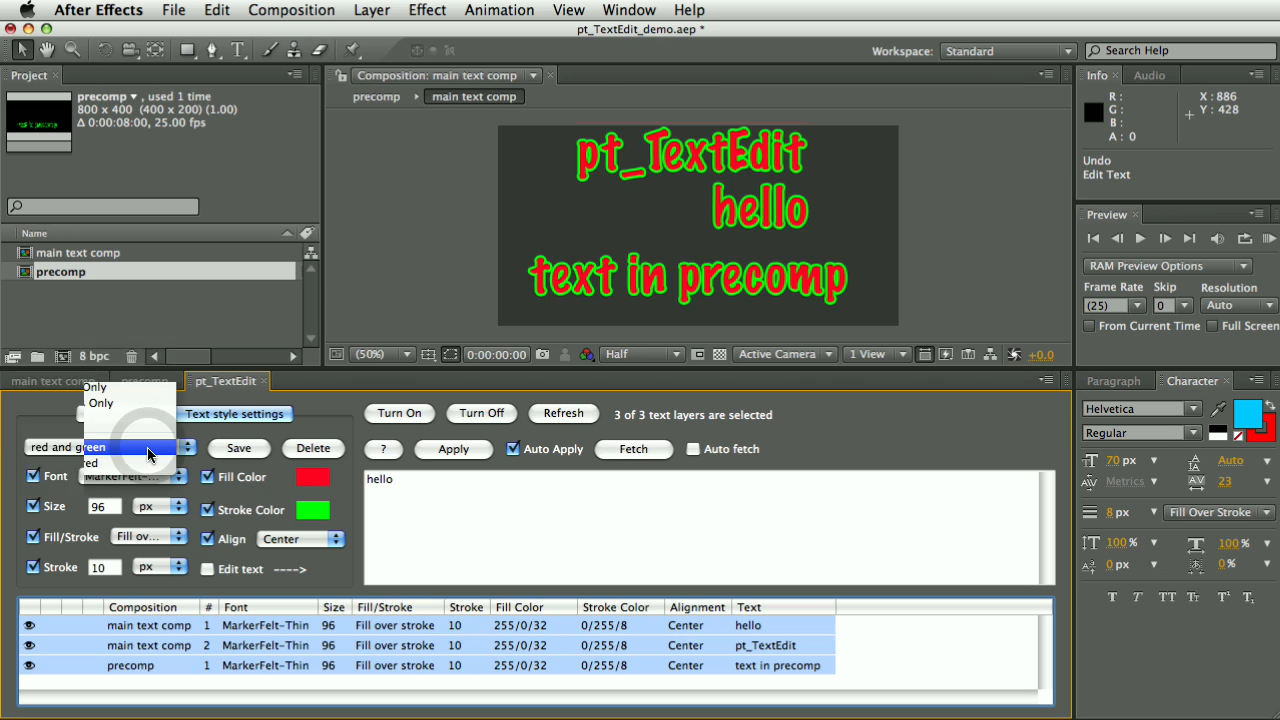 After Effects File Edit Composition Layer Effect Animation View Window Help
pt_TextEdit_demo.aep *
Workspace: Standard Search Help
Project
precomp , used 1 time
800 x 400 (400 x 200) (1.00)
Δ 0:00:08:00, 25.00 fps
Name
main text comp
precomp
8 bpc
Composition: main text comp
precomp main text comp
pt_TextEdit
hello
text in precomp
(50%) 0:00:00:00 Half Active Camera 1 View +0.0
Info Audio
R: X: 886
G: Y: 428
B:
A: 0
Undo
Edit Text
Preview
RAM Preview Options
Frame Rate Skip Resolution
(25) 0 Auto
From Current Time Full Screen
main text comp precomp pt_TextEdit
Only
Only
Text style settings
red and green
red
Save Delete
Font MarkerFelt-... Fill Color
Size 96 px Stroke Color
Fill/Stroke Fill ov... Align Center
Stroke 10 px Edit text ---->
Turn On Turn Off Refresh 3 of 3 text layers are selected
? Apply Auto Apply Fetch Auto fetch
hello
Composition # Font Size Fill/Stroke Stroke Fill Color Stroke Color Alignment Text
main text comp 1 MarkerFelt-Thin 96 Fill over stroke 10 255/0/32 0/255/8 Center hello
main text comp 2 MarkerFelt-Thin 96 Fill over stroke 10 255/0/32 0/255/8 Center pt_TextEdit
precomp 1 MarkerFelt-Thin 96 Fill over stroke 10 255/0/32 0/255/8 Center text in precomp
Paragraph Character
Helvetica
Regular
70 px Auto
Metrics 23
8 px Fill Over Stroke
100 % 100 %
0 px 0 %
T T TT Tr T¹ T,